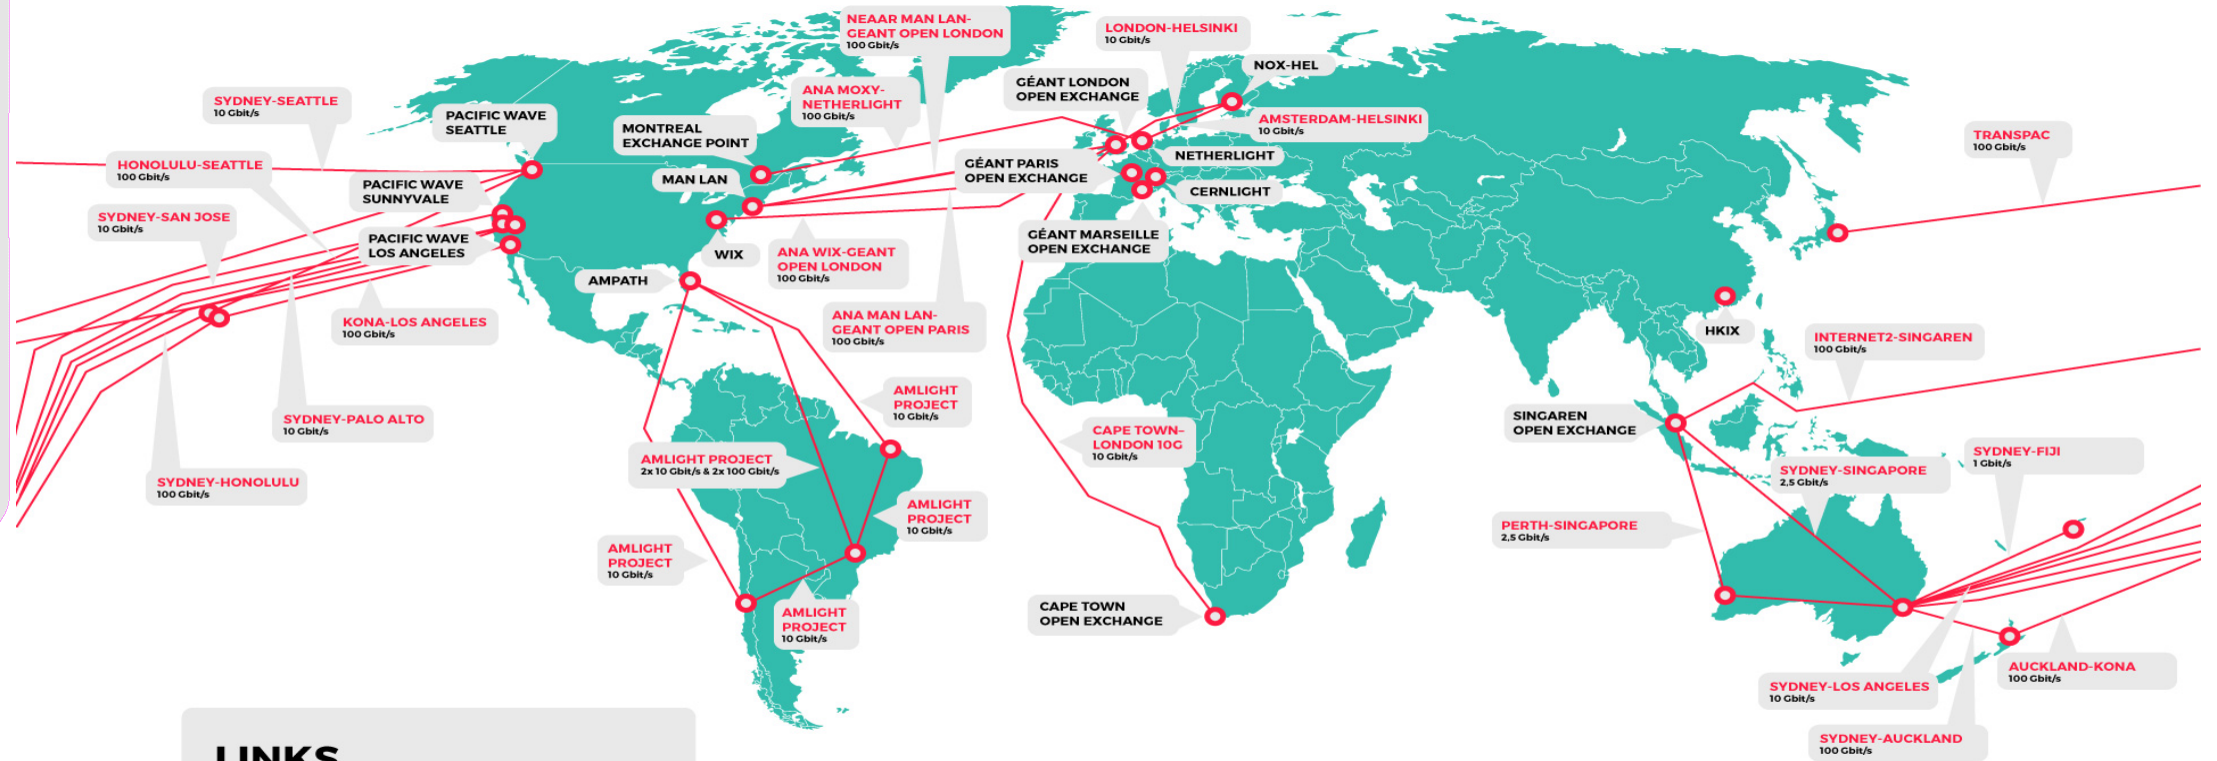 NEAAR MAN LAN-
GEANT OPEN LONDON
100 Gbit/s
LONDON-HELSINKI
10 Gbit/s
NOX-HEL
GÉANT LONDON
OPEN EXCHANGE
ANA MOXY-
NETHERLIGHT
100 Gbit/s
SYDNEY-SEATTLE
10 Gbit/s
PACIFIC WAVE
SEATTLE
MONTREAL
EXCHANGE POINT
AMSTERDAM-HELSINKI
10 Gbit/s
TRANSPAC
100 Gbit/s
HONOLULU-SEATTLE
100 Gbit/s
PACIFIC WAVE
SUNNYVALE
MAN LAN
GÉANT PARIS
OPEN EXCHANGE
NETHERLIGHT
CERNLIGHT
SYDNEY-SAN JOSE
10 Gbit/s
PACIFIC WAVE
LOS ANGELES
WIX
ANA WIX-GEANT
OPEN LONDON
100 Gbit/s
GÉANT MARSEILLE
OPEN EXCHANGE
AMPATH
KONA-LOS ANGELES
100 Gbit/s
ANA MAN LAN-
GEANT OPEN PARIS
100 Gbit/s
HKIX
INTERNET2-SINGAREN
100 Gbit/s
SYDNEY-PALO ALTO
10 Gbit/s
AMLIGHT
PROJECT
10 Gbit/s
SINGAREN
OPEN EXCHANGE
CAPE TOWN-
LONDON 10G
10 Gbit/s
SYDNEY-HONOLULU
100 Gbit/s
AMLIGHT PROJECT
2x 10 Gbit/s & 2x 100 Gbit/s
SYDNEY-SINGAPORE
2,5 Gbit/s
SYDNEY-FIJI
1 Gbit/s
AMLIGHT
PROJECT
10 Gbit/s
PERTH-SINGAPORE
2,5 Gbit/s
AMLIGHT
PROJECT
10 Gbit/s
AMLIGHT
PROJECT
10 Gbit/s
CAPE TOWN
OPEN EXCHANGE
AUCKLAND-KONA
100 Gbit/s
SYDNEY-LOS ANGELES
10 Gbit/s
SYDNEY-AUCKLAND
100 Gbit/s
LINKS